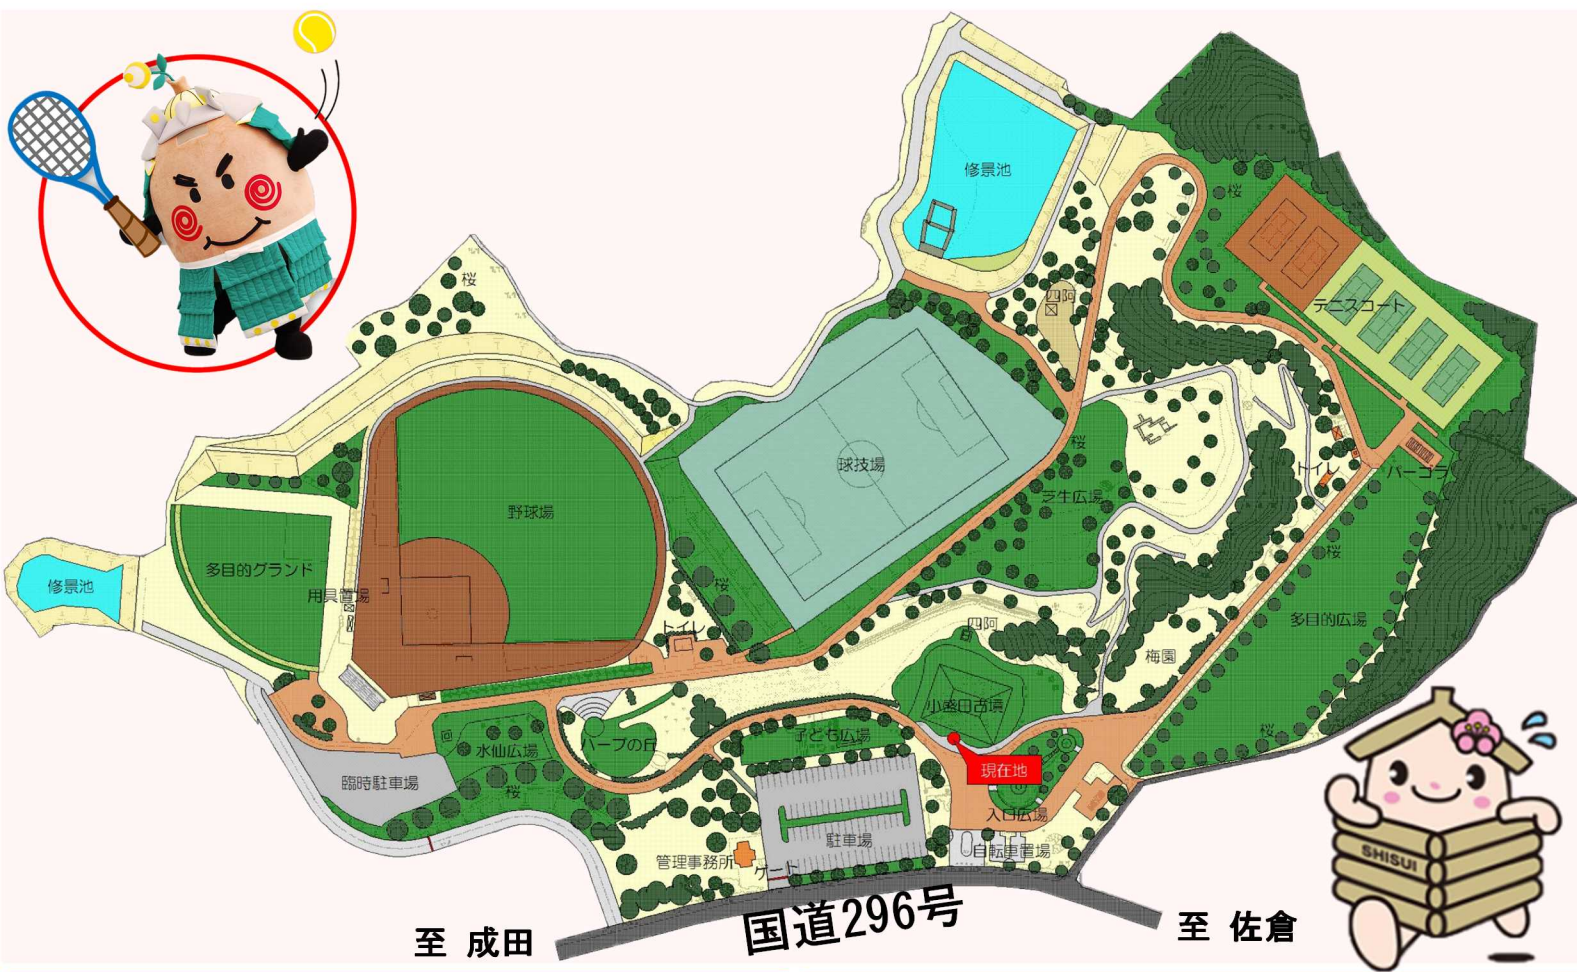 修景池
桜
桜
四阿
テニスコート
桜
球技場
トイレ
パーゴラ
芝生広場
野球場
桜
多目的グランド
修景池
用具置場
桜
トイレ
四阿
多目的広場
梅園
小盛田古墳
桜
子ども広場
ハーブの丘
水仙広場
現在地
臨時駐車場
桜
入口広場
駐車場
自転車置場
管理事務所
ゲート
SHISUI
国道296号
至 成田
至 佐倉